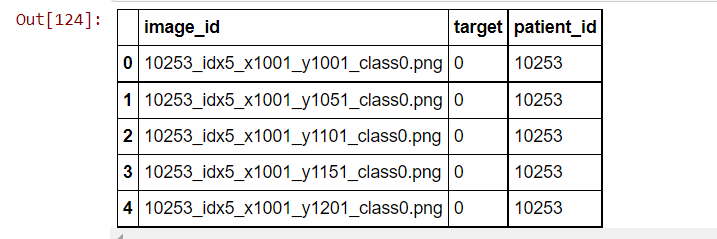 Out[124]:
image_id target patient_id
0 10253_idx5_x1001_y1001_class0.png 0 10253
1 10253_idx5_x1001_y1051_class0.png 0 10253
2 10253_idx5_x1001_y1101_class0.png 0 10253
3 10253_idx5_x1001_y1151_class0.png 0 10253
4 10253_idx5_x1001_y1201_class0.png 0 10253